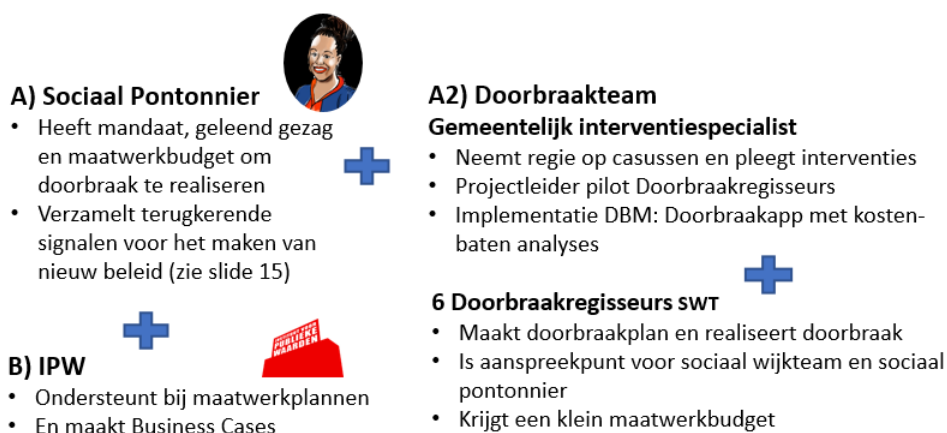 A) Sociaal Pontonnier
• Heeft mandaat, geleend gezag
en maatwerkbudget om
doorbraak te realiseren
• Verzamelt terugkerende
signalen voor het maken van
nieuw beleid (zie slide 15)
PUBLIEKE
WAARDEN
B) IPW
• Ondersteunt bij maatwerkplannen
• En maakt Business Cases
A2) Doorbraakteam
Gemeentelijk interventiespecialist
• Neemt regie op casussen en pleegt interventies
• Projectleider pilot Doorbraakregisseurs
• Implementatie DBM: Doorbraakapp met kosten-
baten analyses
6 Doorbraakregisseurs SWT
• Maakt doorbraakplan en realiseert doorbraak
• Is aanspreekpunt voor sociaal wijkteam en sociaal
pontonnier
• Krijgt een klein maatwerkbudget